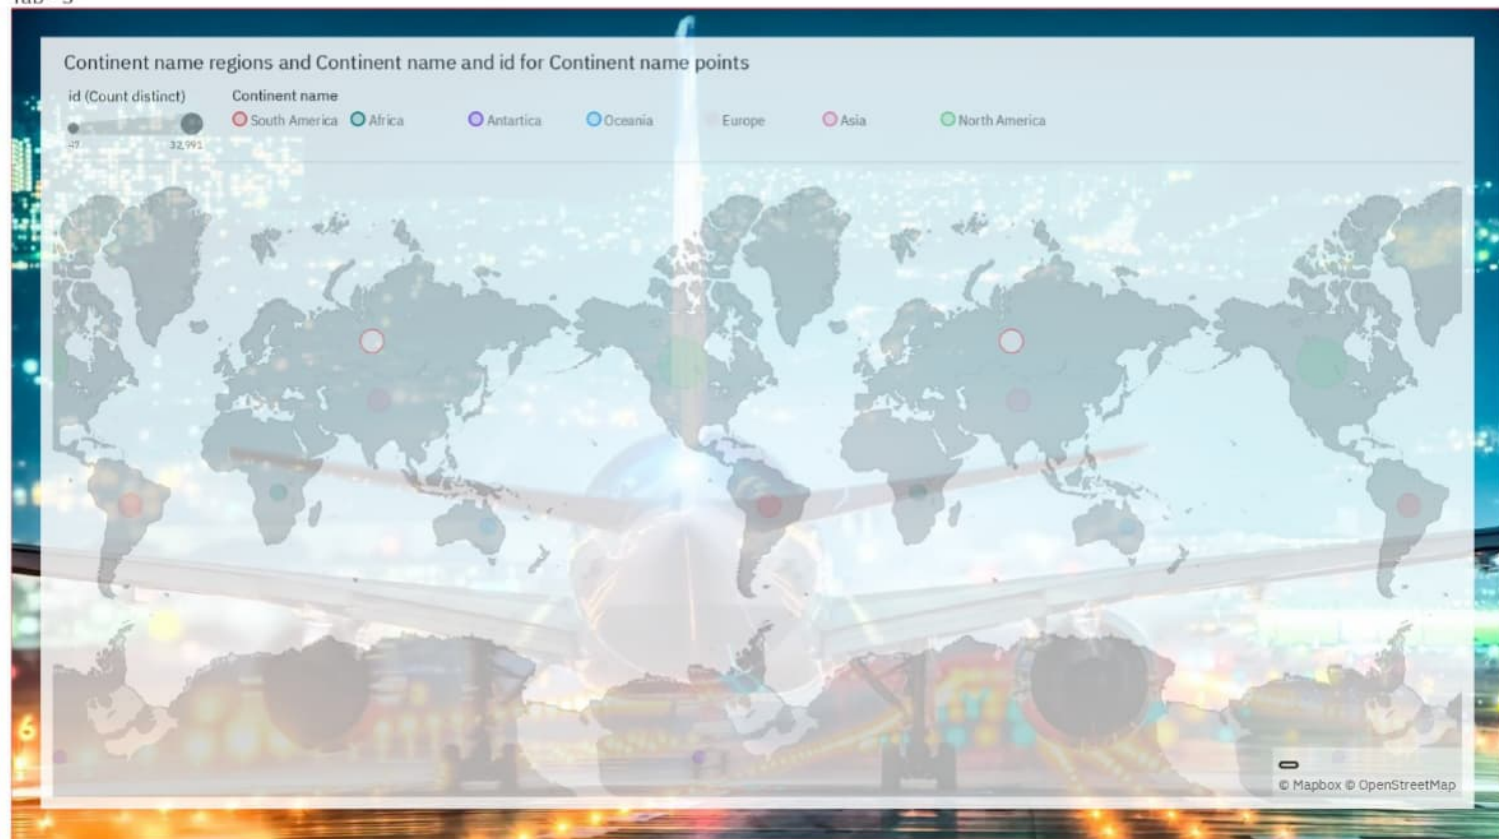 Continent name regions and Continent name and id for Continent name points
id (Count distinct) Continent name
South America Africa Antartica Oceania Europe Asia North America
32,991
© Mapbox © OpenStreetMap